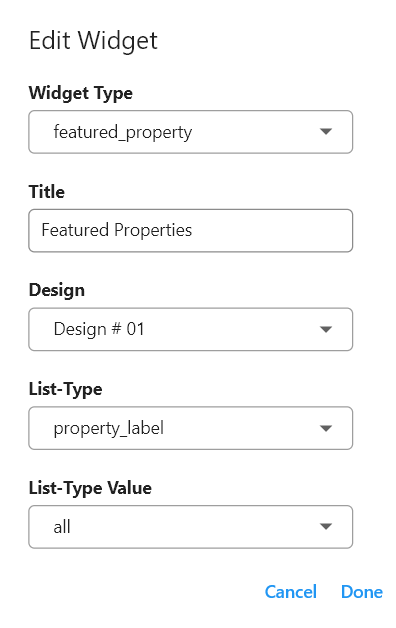 Edit Widget
Widget Type
featured_property
Title
Featured Properties
Design
Design # 01
List-Type
property_label
List-Type Value
all
Cancel Done